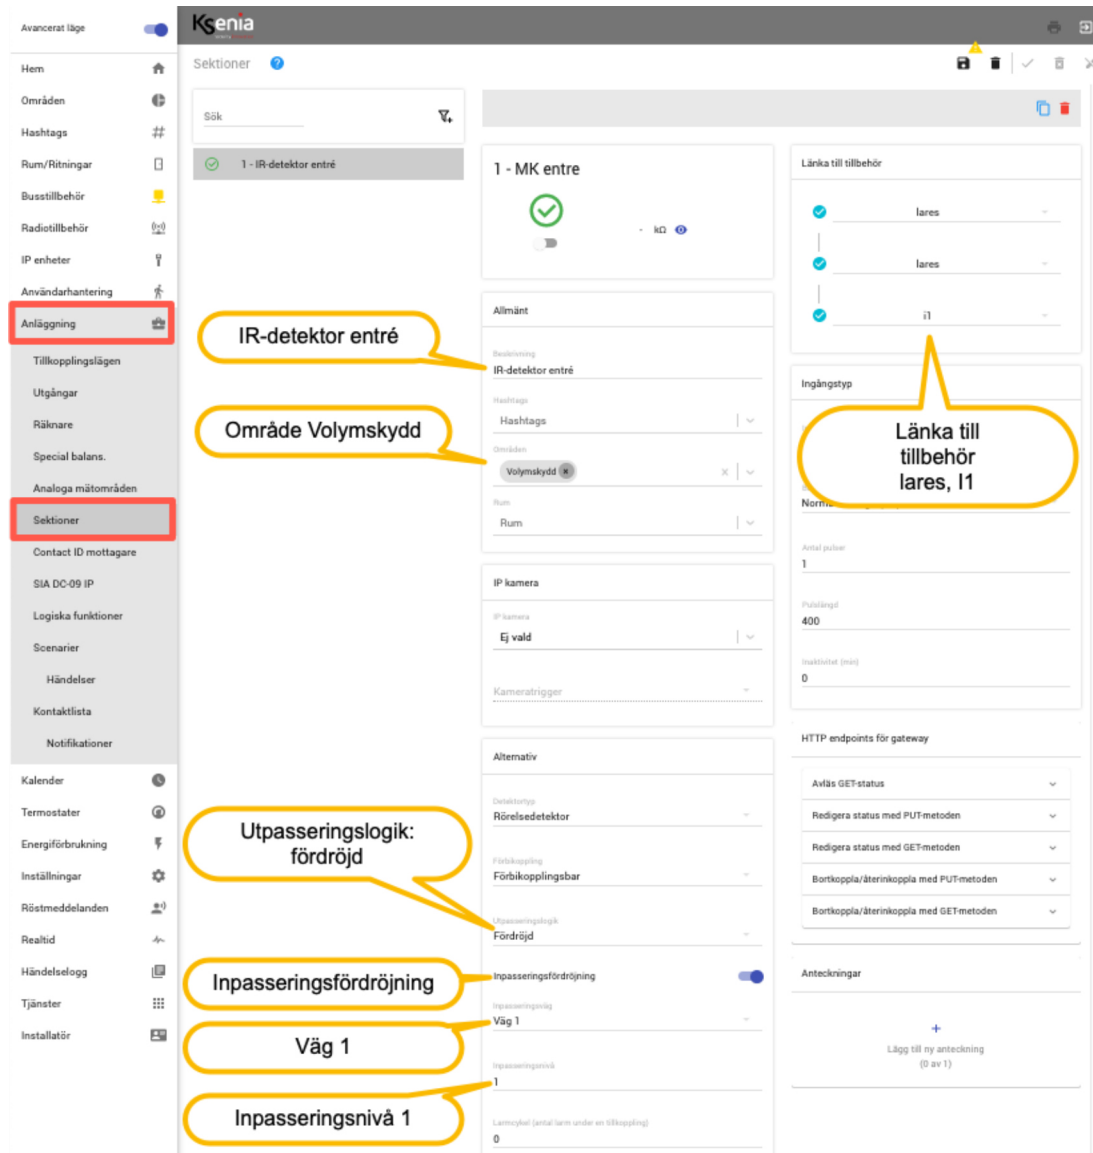 Avancerat läge
Ksenia
Hem
Områden
Hashtags
Rum/Ritningar
Busstillbehör
Radiotillbehör
IP enheter
Användarhantering
Anläggning
Tillkopplingslägen
Utgångar
Räknare
Special balans.
Analoga mätområden
Sektioner
Contact ID mottagare
SIA DC-09 IP
Logiska funktioner
Scenarier
Händelser
Kontaktlista
Notifikationer
Kalender
Termostater
Energiförbrukning
Inställningar
Röstmeddelanden
Realtid
Händelselogg
Tjänster
Installatör
Sektioner
Sök
1 - IR-detektor entré
1 - MK entre
- kΩ
Allmänt
IR-detektor entré
Beskrivning
IR-detektor entré
Hashtags
Hashtags
Område Volymskydd
Områden
Volymskydd
Rum
Rum
IP kamera
IP kamera
Ej vald
Kameratrigger
Alternativ
Detektortyp
Rörelsedetektor
Utpasseringslogik:
fördröjd
Förbikoppling
Förbikopplingsbar
Utpasseringslogik
Fördröjd
Inpasseringsfördröjning
Inpasseringsfördröjning
Inpasseringsväg
Väg 1
Väg 1
Inpasseringsnivå
1
Inpasseringsnivå 1
Larmcykel (antal larm under en tillkoppling)
0
Länka till tillbehör
lares
lares
i1
Ingångstyp
Länka till
tillbehör
lares, I1
Antal pulser
1
Pulslängd
400
Inaktivitet (min)
0
HTTP endpoints för gateway
Avläs GET-status
Redigera status med PUT-metoden
Redigera status med GET-metoden
Bortkoppla/återinkoppla med PUT-metoden
Bortkoppla/återinkoppla med GET-metoden
Anteckningar
+
Lägg till ny anteckning
(0 av 1)